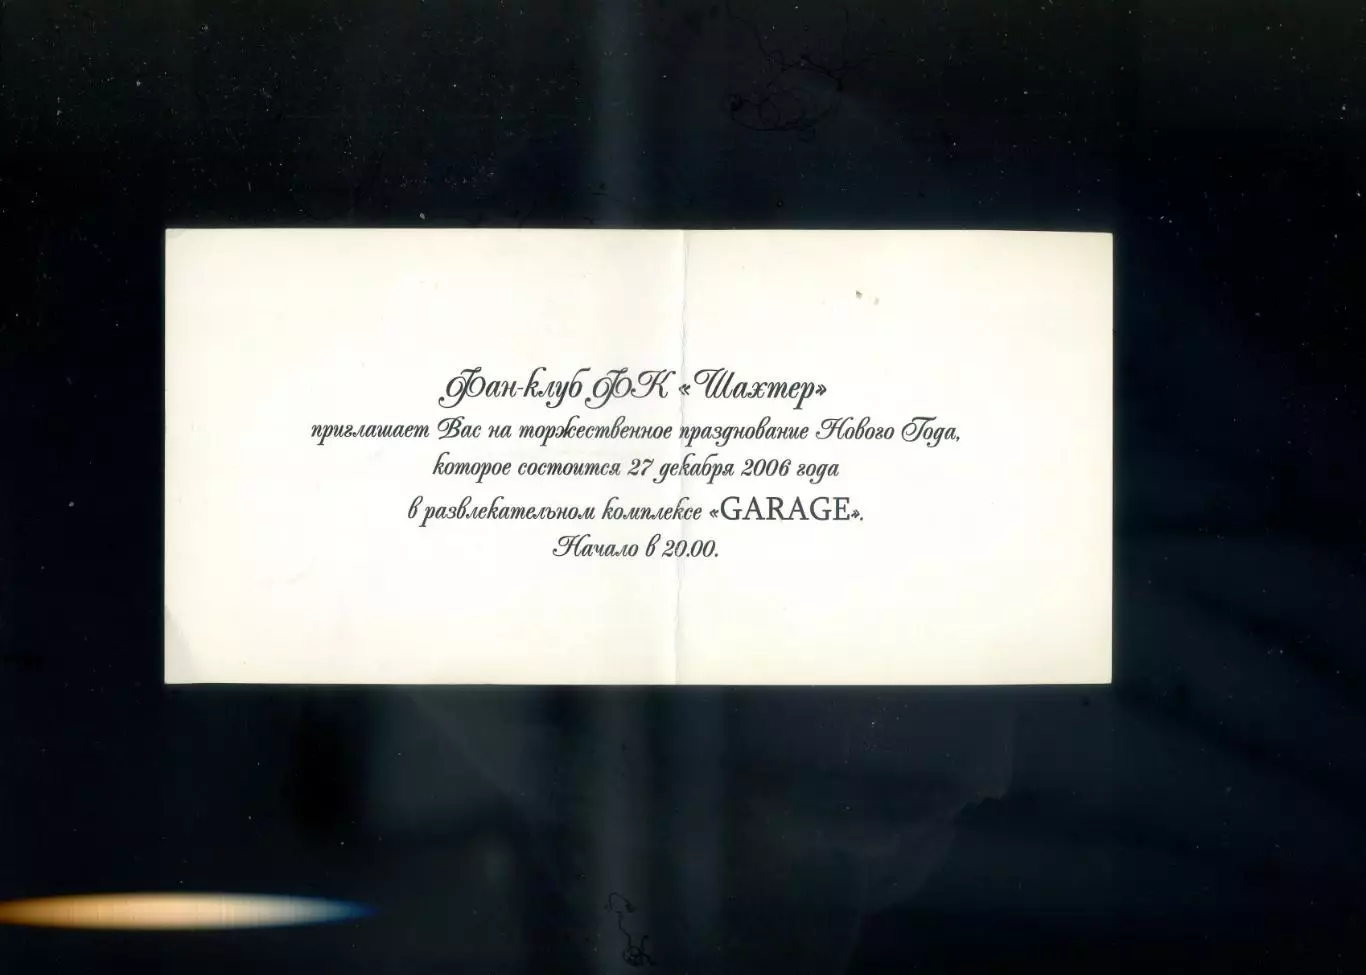 Фан-клуб ФК «Шахтер»
приглашает Вас на торжественное празднование Нового Года,
которое состоится 27 декабря 2006 года
в развлекательном комплексе «GARAGE».
Начало в 20.00.